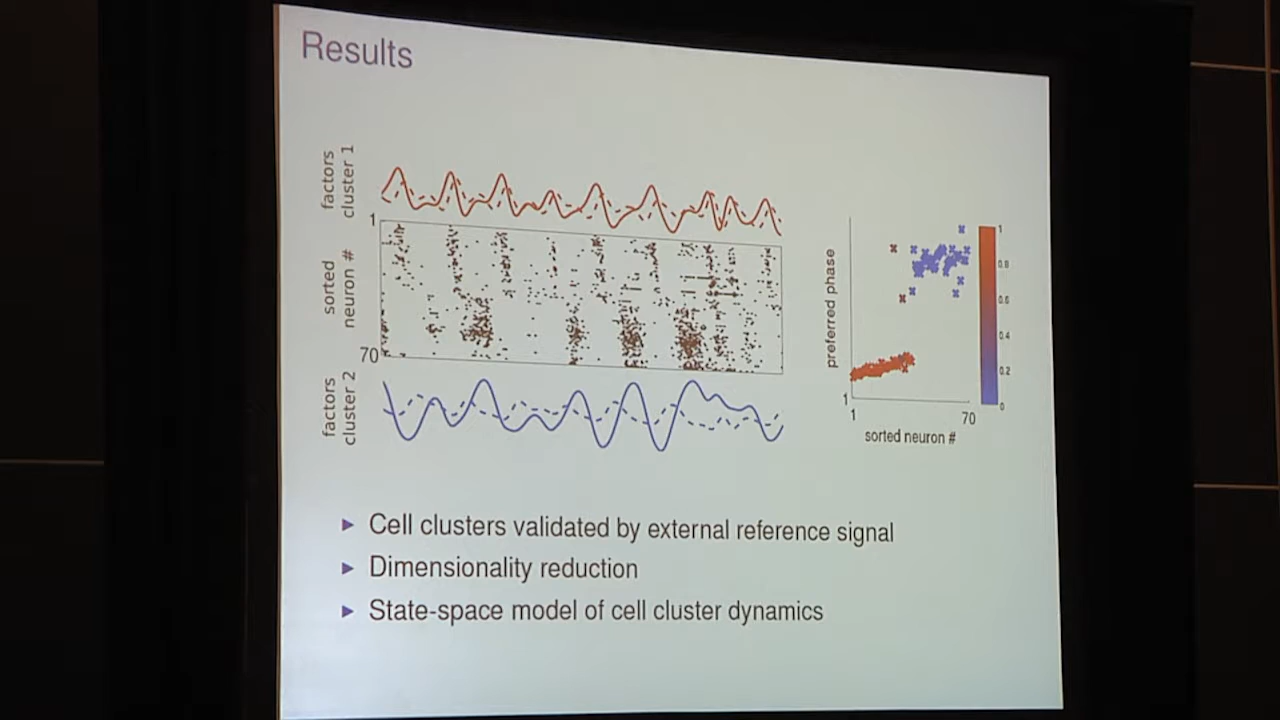 Results
factors
cluster 1
1
sorted
neuron #
70
factors
cluster 2
preferred phase
1
1
70
sorted neuron #
1
0.8
0.6
0.4
0.2
0
► Cell clusters validated by external reference signal
► Dimensionality reduction
► State-space model of cell cluster dynamics